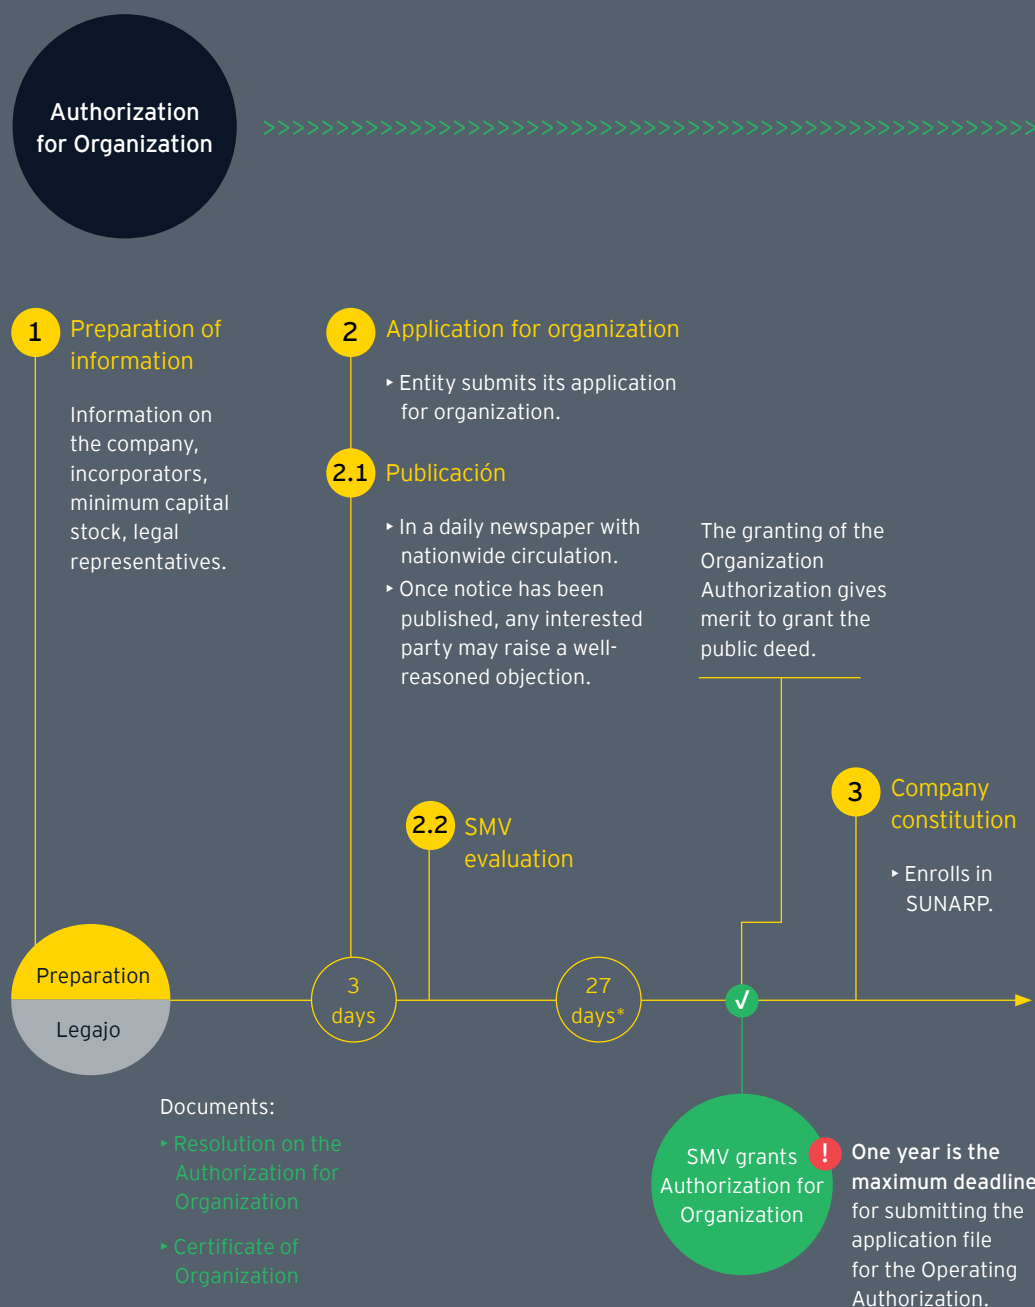 Authorization
for Organization
>>>>>>>>>>>>>>>>>>>>>>>>>>>>>>>>>>>>>>>>>>>>>>>>>>>>>
1
Preparation of
information
Information on
the company,
incorporators,
minimum capital
stock, legal
representatives.
2
Application for organization
‣ Entity submits its application
for organization.
2.1
Publicación
‣ In a daily newspaper with
nationwide circulation.
‣ Once notice has been
published, any interested
party may raise a well-
reasoned objection.
The granting of the
Organization
Authorization gives
merit to grant the
public deed.
2.2
SMV
evaluation
3
Company
constitution
‣ Enrolls in
SUNARP.
Preparation
Legajo
3
days
27
days*
√
Documents:
‣ Resolution on the
Authorization for
Organization
‣ Certificate of
Organization
SMV grants
Authorization for
Organization
!
One year is the
maximum deadline
for submitting the
application file
for the Operating
Authorization.